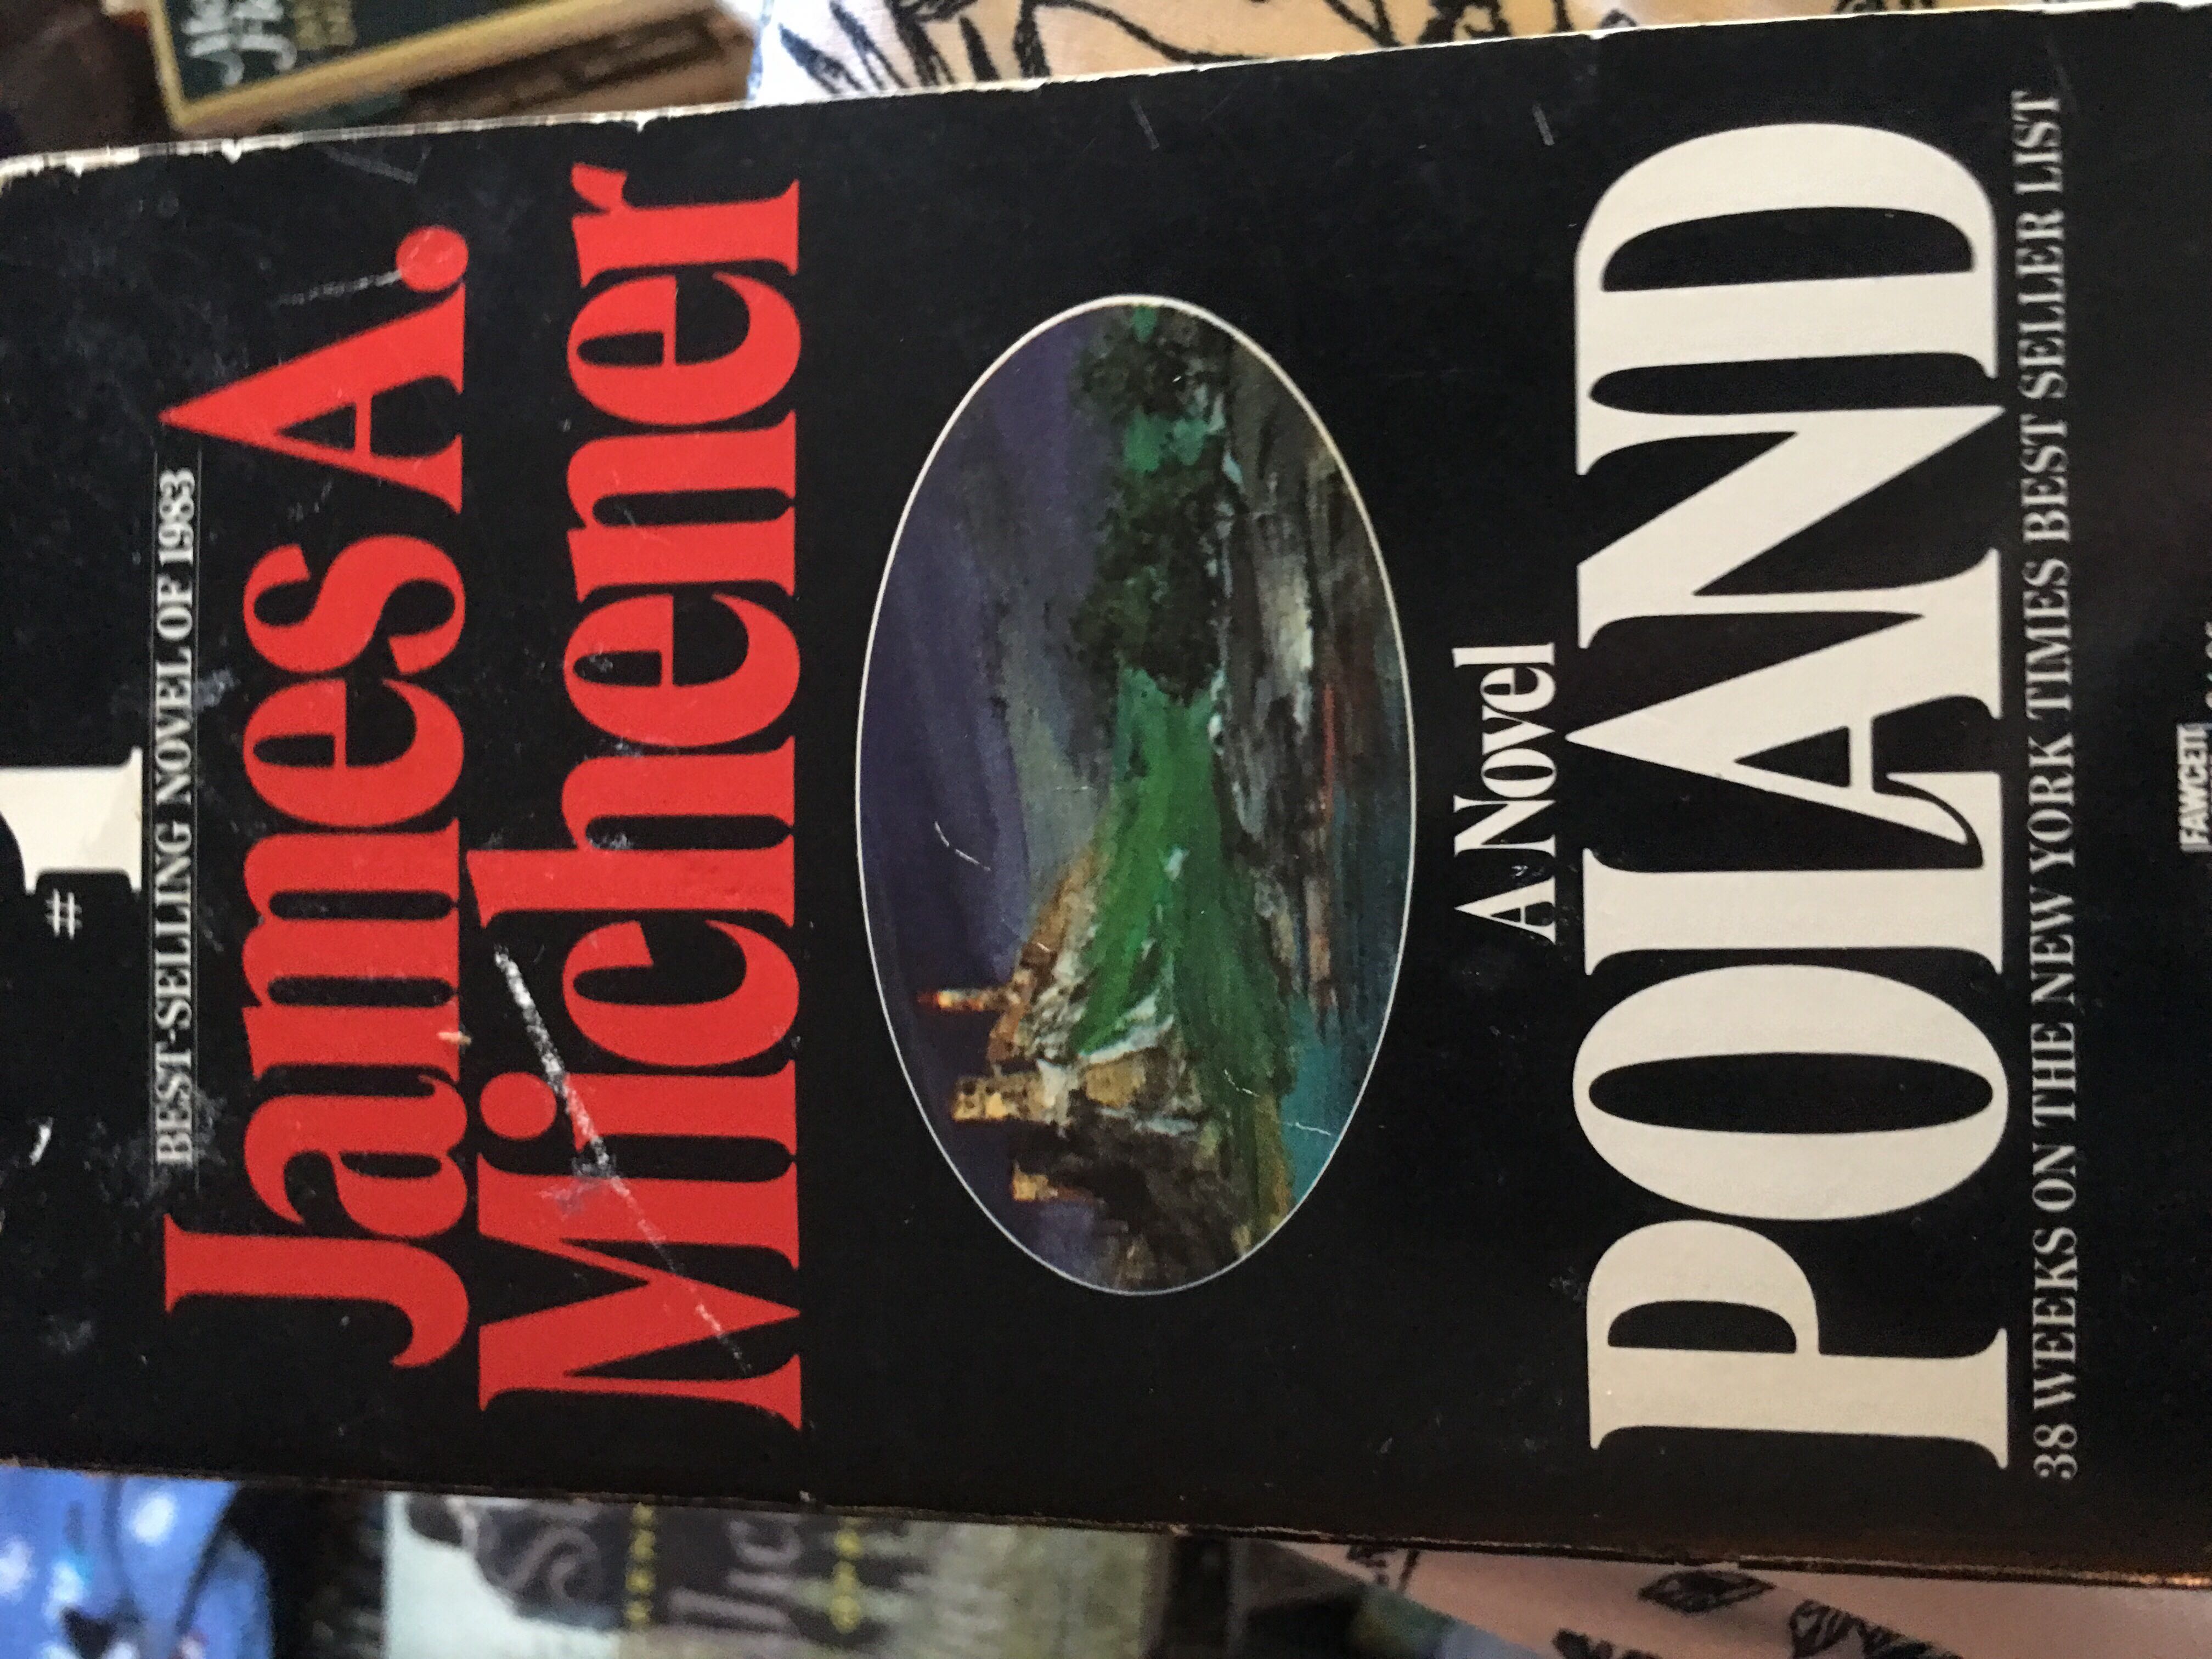 #1
BEST-SELLING NOVEL OF 1983
James A.
Michener
A Novel
POLAND
38 WEEKS ON THE NEW YORK TIMES BEST SELLER LIST
FAWCETT